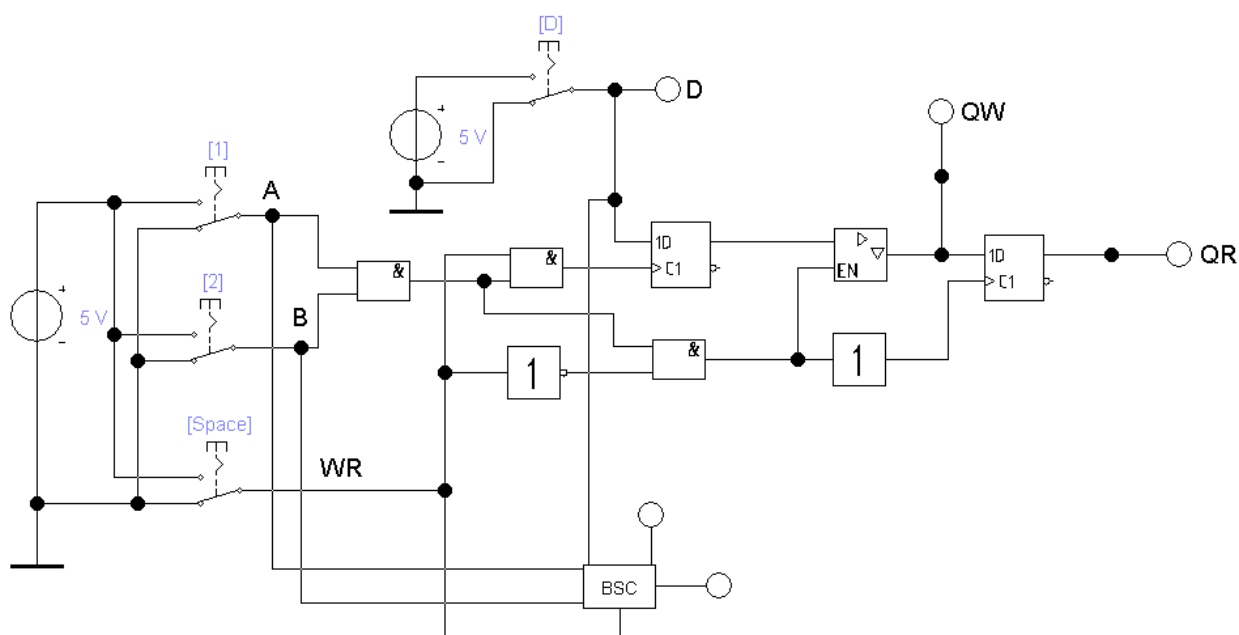 [D]
D
+
5 V
−
QW
[1]
A
&
1D
C1
EN
1D
C1
QR
&
+
5 V
−
[2]
B
&
1
1
[Space]
WR
BSC